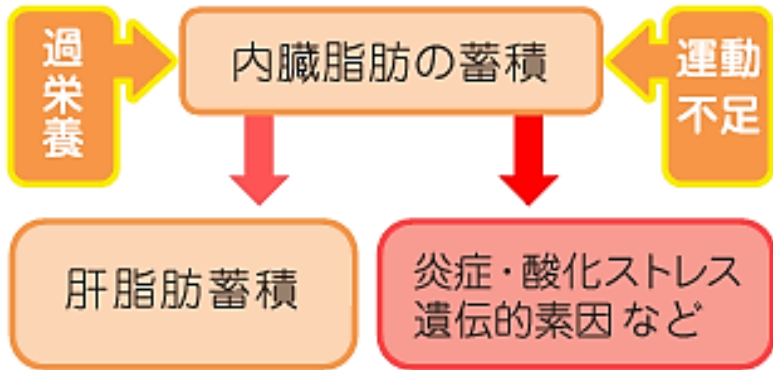 過栄養
内臓脂肪の蓄積
運動
不足
肝脂肪蓄積
炎症・酸化ストレス
遺伝的素因 など